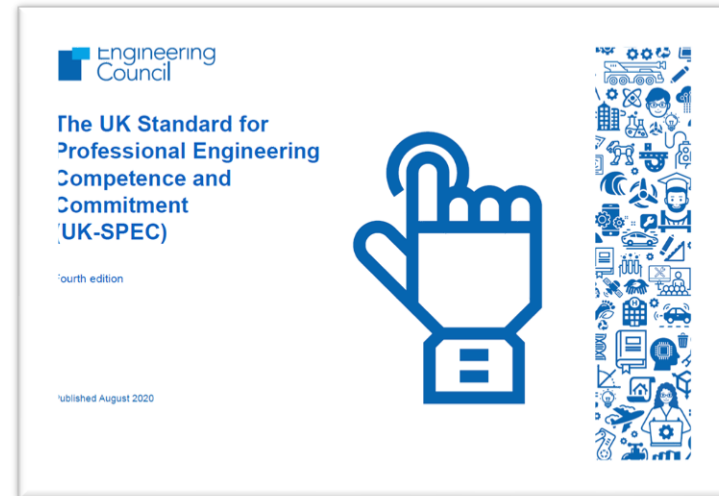 Engineering
Council
The UK Standard for
Professional Engineering
Competence and
Commitment
(UK-SPEC)
Fourth edition
Published August 2020